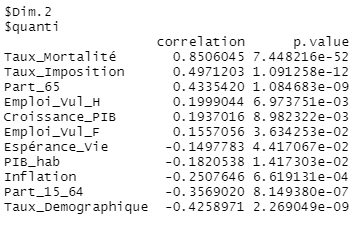 $Dim.2
$quanti
correlation p.value
Taux_Mortalité 0.8506045 7.448216e-52
Taux_Imposition 0.4971203 1.091258e-12
Part_65 0.4335420 1.084683e-09
Emploi_Vul_H 0.1999044 6.973751e-03
Croissance_PIB 0.1937016 8.982322e-03
Emploi_Vul_F 0.1557056 3.634253e-02
Espérance_Vie -0.1497783 4.417067e-02
PIB_hab -0.1820538 1.417303e-02
Inflation -0.2507646 6.619131e-04
Part_15_64 -0.3569020 8.149380e-07
Taux_Demographique -0.4258971 2.269049e-09